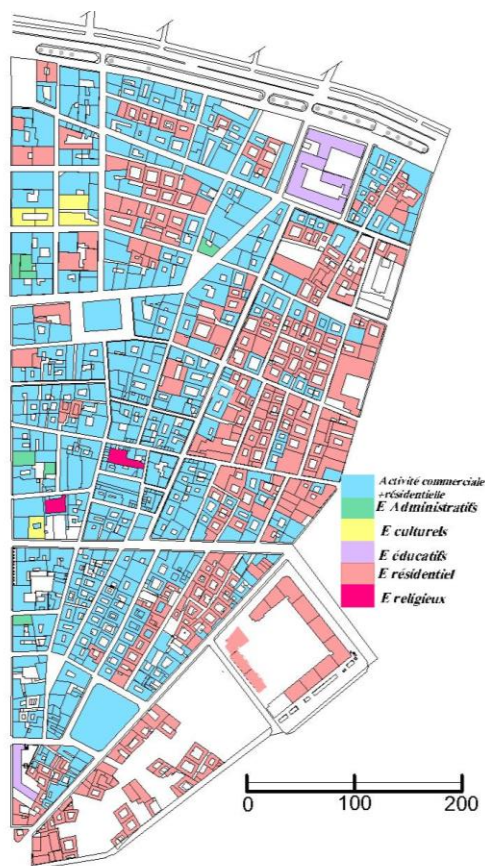 Activité commerciale
+résidentielle
E Administratifs
E culturels
E éducatifs
E résidentiel
E religieux
0 100 200